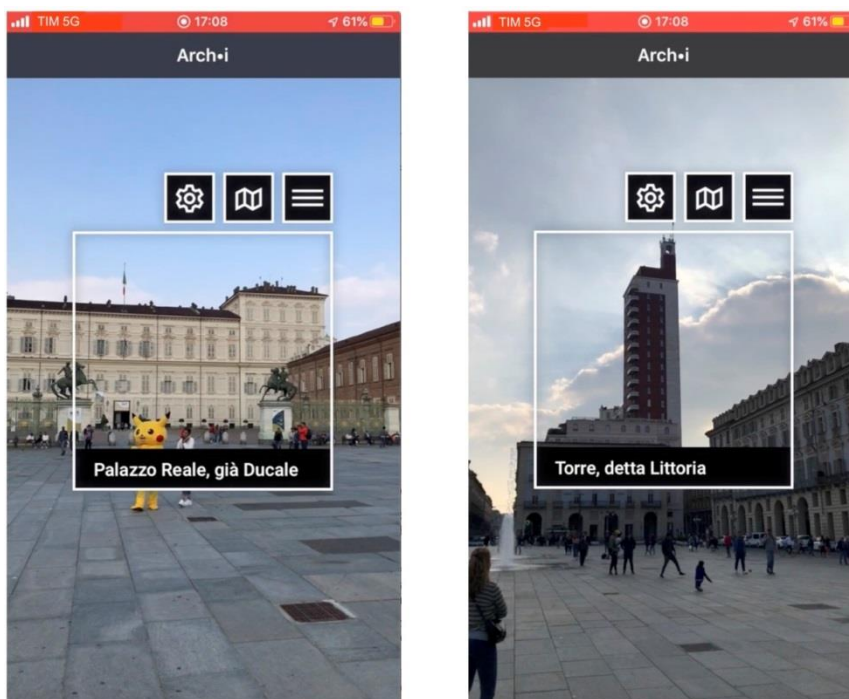 TIM 5G 17:08 61%
Arch•i
Palazzo Reale, già Ducale
TIM 5G 17:08 61%
Arch•i
Torre, detta Littoria